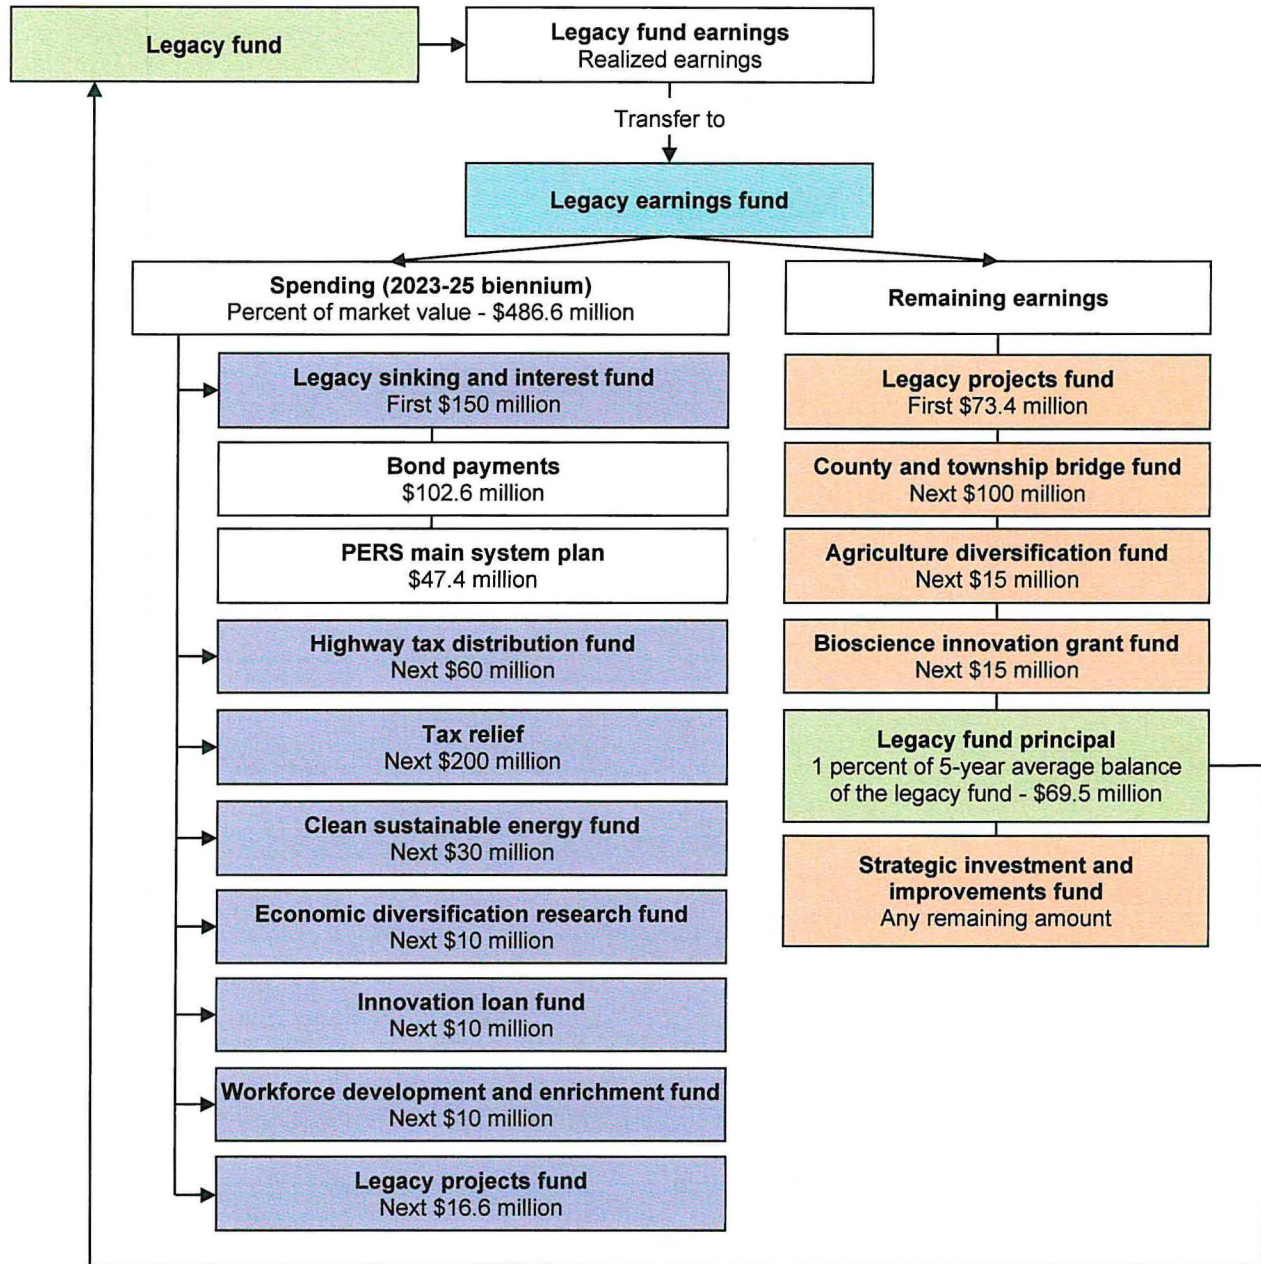 Legacy fund
Legacy fund earnings
Realized earnings
Transfer to
Legacy earnings fund
Spending (2023-25 biennium)
Percent of market value - $486.6 million
Legacy sinking and interest fund
First $150 million
Bond payments
$102.6 million
PERS main system plan
$47.4 million
Highway tax distribution fund
Next $60 million
Tax relief
Next $200 million
Clean sustainable energy fund
Next $30 million
Economic diversification research fund
Next $10 million
Innovation loan fund
Next $10 million
Workforce development and enrichment fund
Next $10 million
Legacy projects fund
Next $16.6 million
Remaining earnings
Legacy projects fund
First $73.4 million
County and township bridge fund
Next $100 million
Agriculture diversification fund
Next $15 million
Bioscience innovation grant fund
Next $15 million
Legacy fund principal
1 percent of 5-year average balance
of the legacy fund - $69.5 million
Strategic investment and
improvements fund
Any remaining amount